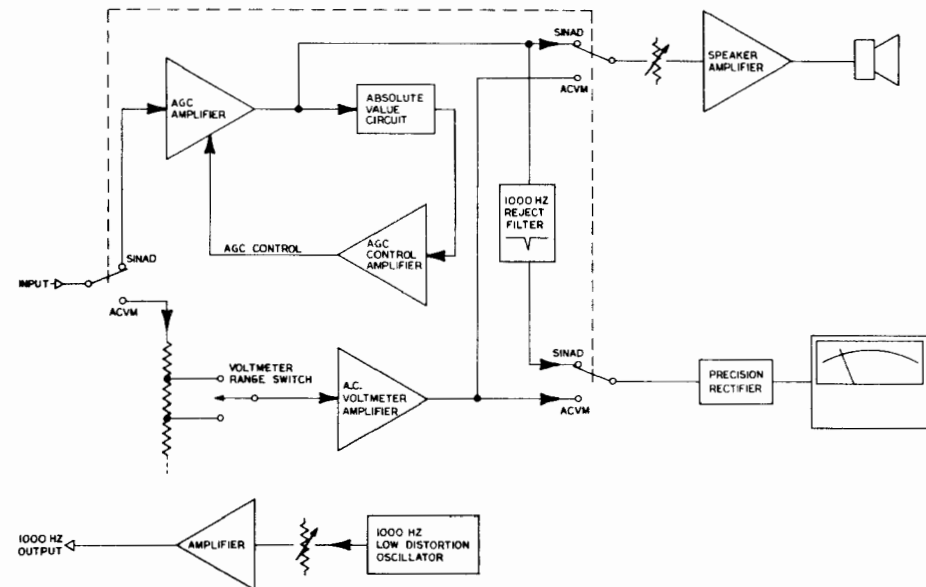 SINAD
ACVM
SPEAKER
AMPLIFIER
AGC
AMPLIFIER
ABSOLUTE
VALUE
CIRCUIT
1000 HZ
REJECT
FILTER
AGC CONTROL
AGC
CONTROL
AMPLIFIER
SINAD
INPUT
ACVM
VOLTMETER
RANGE SWITCH
A.C.
VOLTMETER
AMPLIFIER
SINAD
ACVM
PRECISION
RECTIFIER
1000 HZ
OUTPUT
AMPLIFIER
1000 HZ
LOW DISTORTION
OSCILLATOR